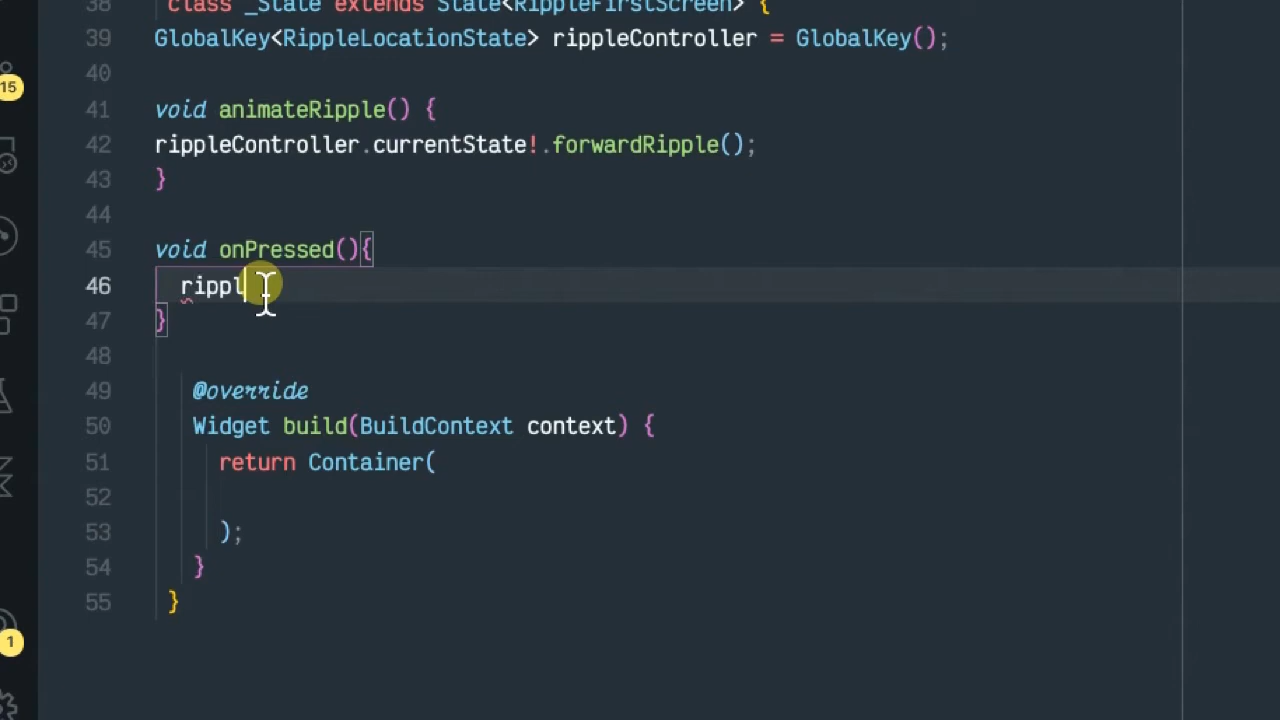 15
1
38 class _State extends State<RippleFirstScreen> {
39 GlobalKey<RippleLocationState> rippleController = GlobalKey();
40
41 void animateRipple() {
42 rippleController.currentState!.forwardRipple();
43 }
44
45 void onPressed(){
46 rippl
47 }
48
49 @override
50 Widget build(BuildContext context) {
51 return Container(
52
53 );
54 }
55 }